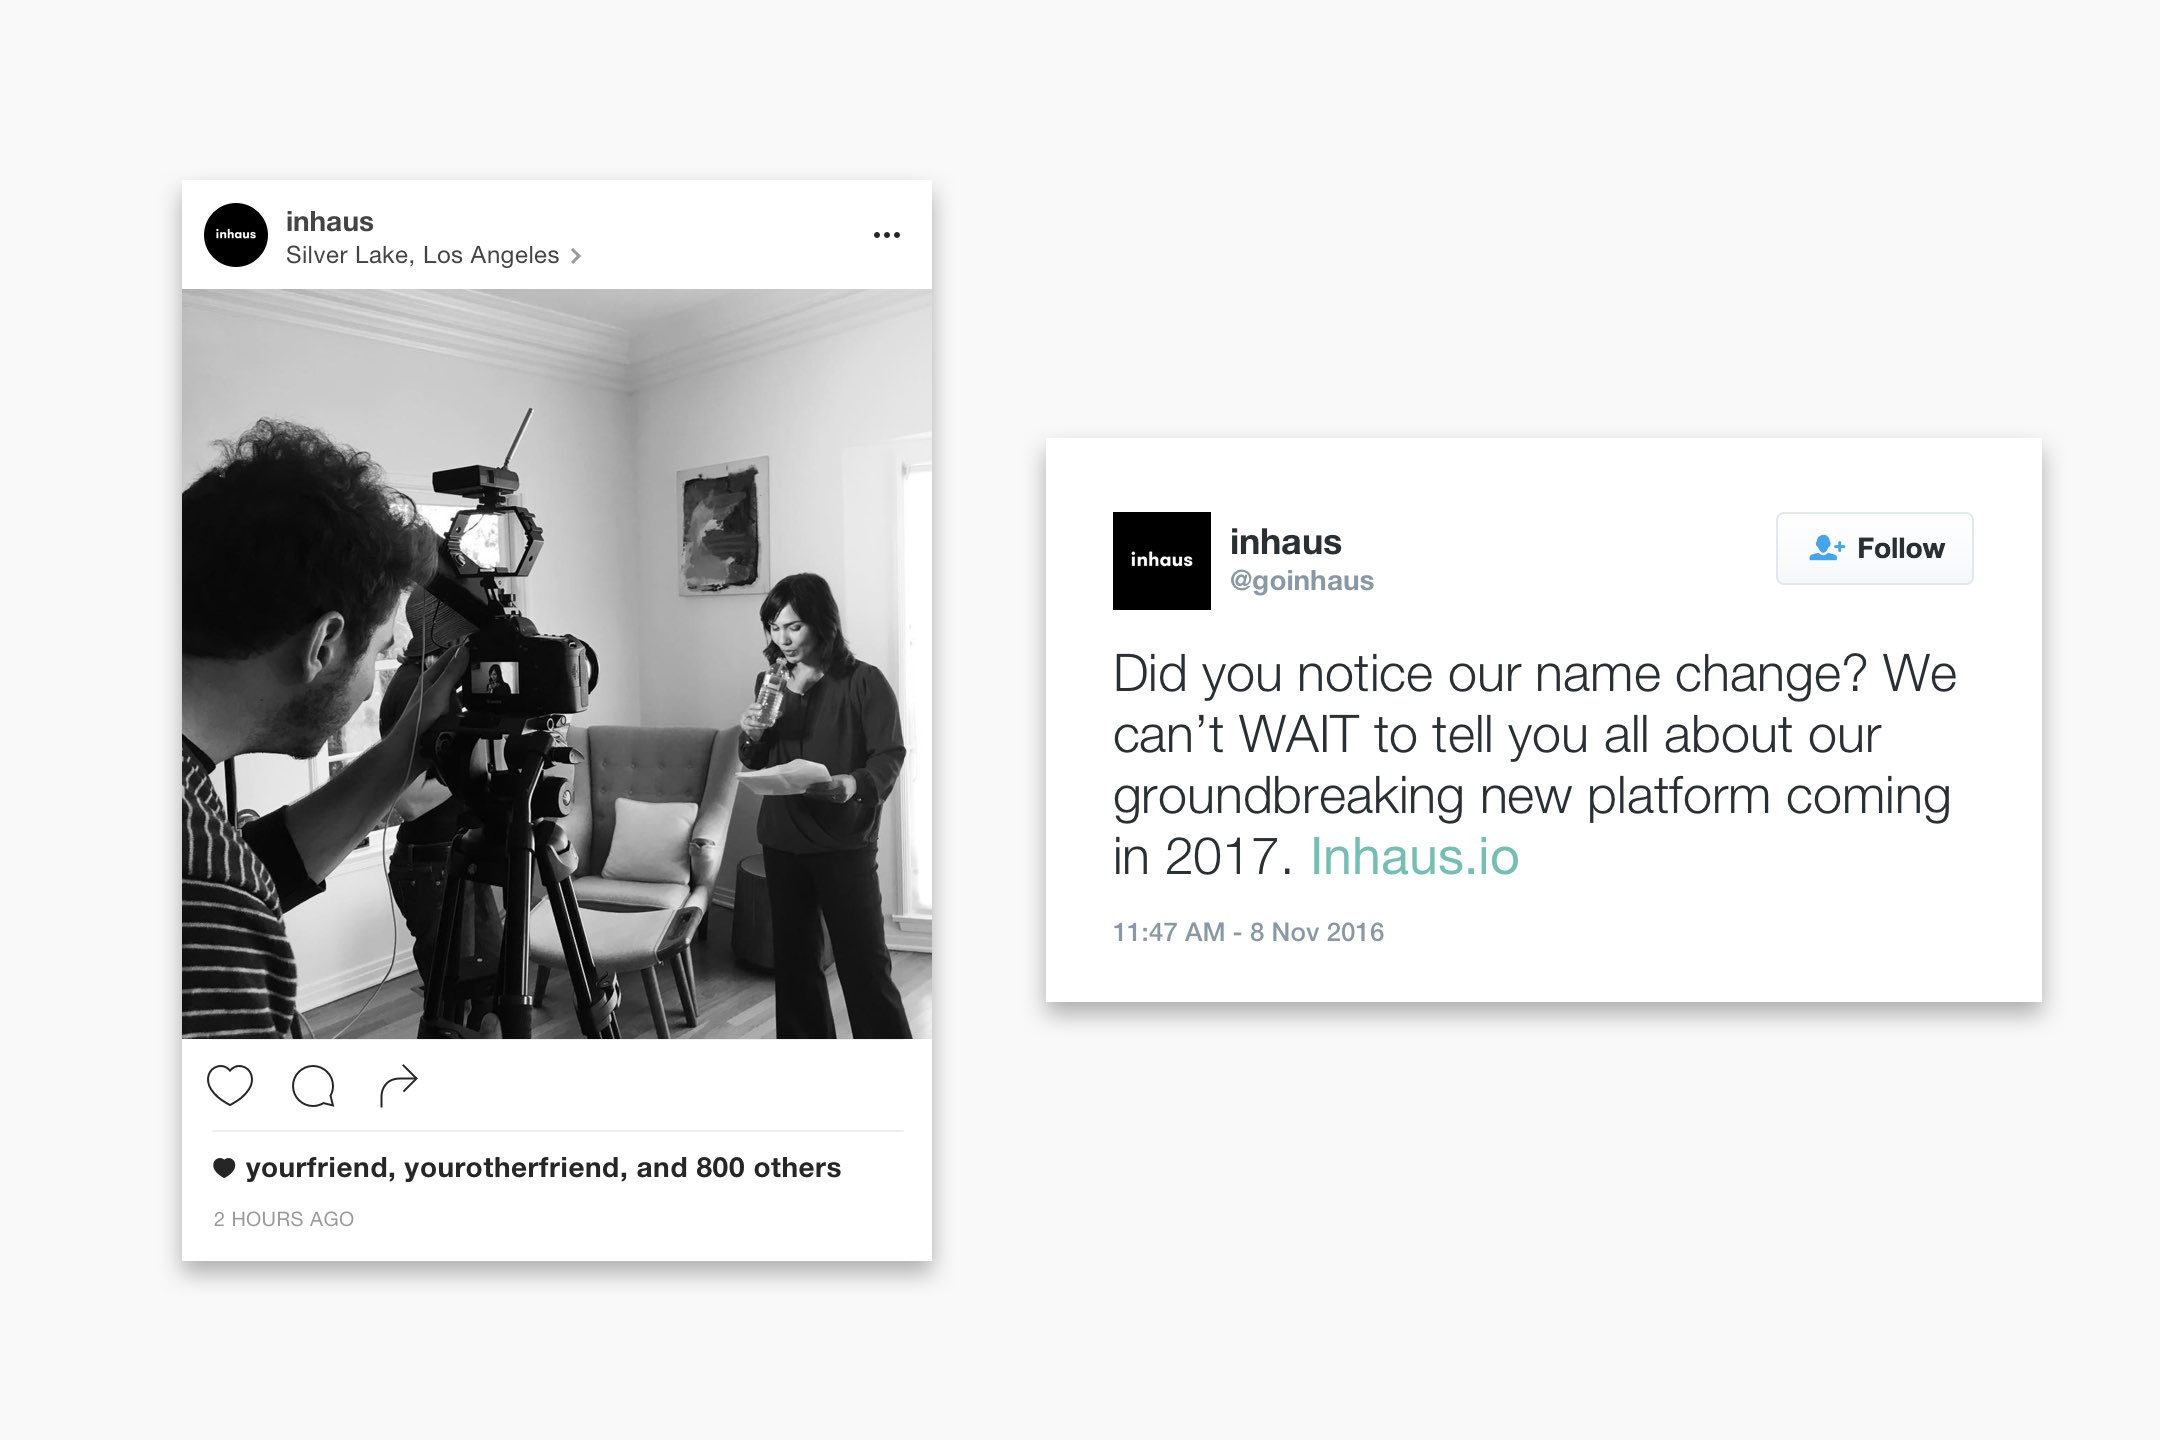 inhaus
inhaus
Silver Lake, Los Angeles
yourfriend, yourotherfriend, and 800 others
2 HOURS AGO
inhaus
inhaus
@goinhaus
Follow
Did you notice our name change? We
can’t WAIT to tell you all about our
groundbreaking new platform coming
in 2017. Inhaus.io
11:47 AM - 8 Nov 2016